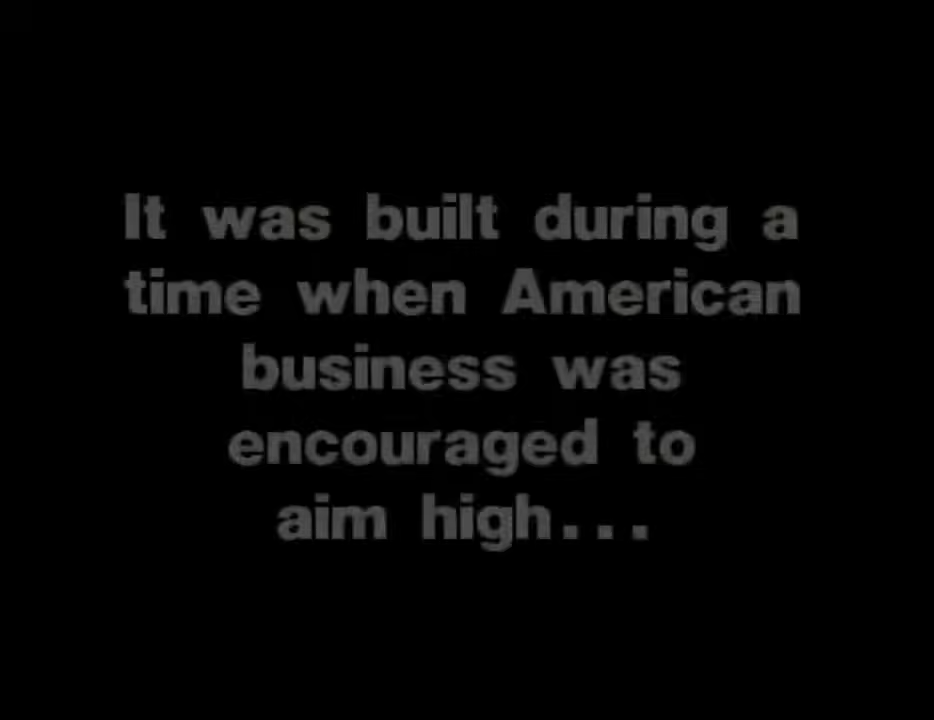 It was built during a
time when American
business was
encouraged to
aim high...